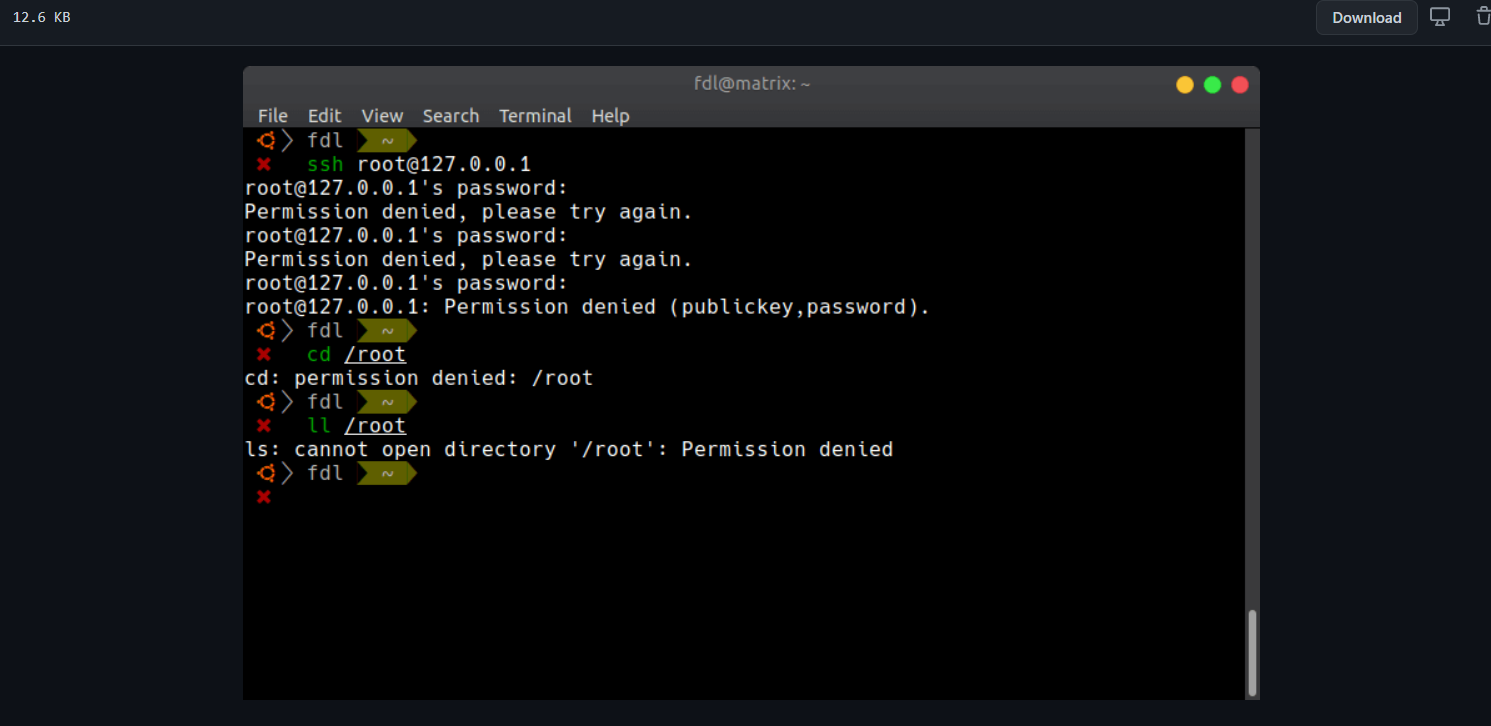 12.6 KB
Download
fdl@matrix: ~
File Edit View Search Terminal Help
fdl ~
ssh root@127.0.0.1
root@127.0.0.1's password:
Permission denied, please try again.
root@127.0.0.1's password:
Permission denied, please try again.
root@127.0.0.1's password:
root@127.0.0.1: Permission denied (publickey,password).
fdl ~
cd /root
cd: permission denied: /root
fdl ~
ll /root
ls: cannot open directory '/root': Permission denied
fdl ~